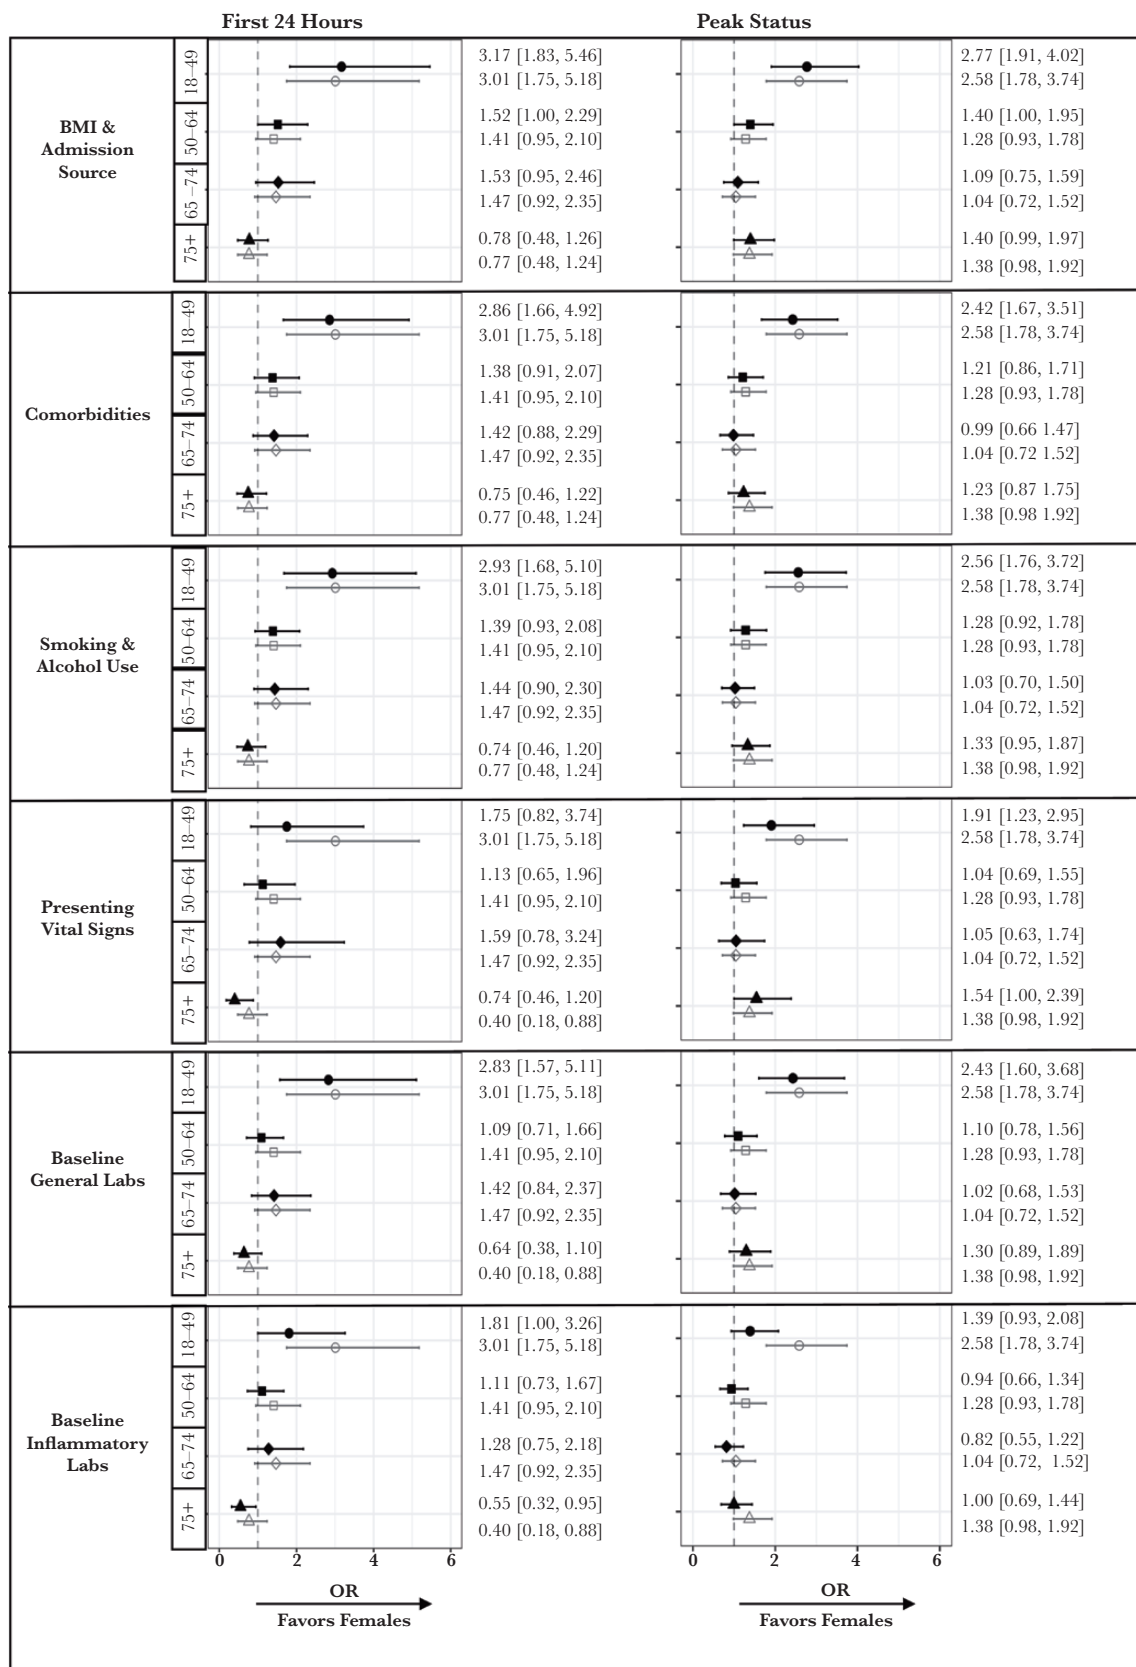 First 24 Hours Peak Status
BMI &
Admission
Source
18–49
3.17 [1.83, 5.46] 2.77 [1.91, 4.02]
3.01 [1.75, 5.18] 2.58 [1.78, 3.74]
50–64
1.52 [1.00, 2.29] 1.40 [1.00, 1.95]
1.41 [0.95, 2.10] 1.28 [0.93, 1.78]
65 –74
1.53 [0.95, 2.46] 1.09 [0.75, 1.59]
1.47 [0.92, 2.35] 1.04 [0.72, 1.52]
75+
0.78 [0.48, 1.26] 1.40 [0.99, 1.97]
0.77 [0.48, 1.24] 1.38 [0.98, 1.92]
Comorbidities
18–49
2.86 [1.66, 4.92] 2.42 [1.67, 3.51]
3.01 [1.75, 5.18] 2.58 [1.78, 3.74]
50–64
1.38 [0.91, 2.07] 1.21 [0.86, 1.71]
1.41 [0.95, 2.10] 1.28 [0.93, 1.78]
65–74
1.42 [0.88, 2.29] 0.99 [0.66 1.47]
1.47 [0.92, 2.35] 1.04 [0.72 1.52]
75+
0.75 [0.46, 1.22] 1.23 [0.87 1.75]
0.77 [0.48, 1.24] 1.38 [0.98 1.92]
Smoking &
Alcohol Use
18–49
2.93 [1.68, 5.10] 2.56 [1.76, 3.72]
3.01 [1.75, 5.18] 2.58 [1.78, 3.74]
50–64
1.39 [0.93, 2.08] 1.28 [0.92, 1.78]
1.41 [0.95, 2.10] 1.28 [0.93, 1.78]
65–74
1.44 [0.90, 2.30] 1.03 [0.70, 1.50]
1.47 [0.92, 2.35] 1.04 [0.72, 1.52]
75+
0.74 [0.46, 1.20] 1.33 [0.95, 1.87]
0.77 [0.48, 1.24] 1.38 [0.98, 1.92]
Presenting
Vital Signs
18–49
1.75 [0.82, 3.74] 1.91 [1.23, 2.95]
3.01 [1.75, 5.18] 2.58 [1.78, 3.74]
50–64
1.13 [0.65, 1.96] 1.04 [0.69, 1.55]
1.41 [0.95, 2.10] 1.28 [0.93, 1.78]
65–74
1.59 [0.78, 3.24] 1.05 [0.63, 1.74]
1.47 [0.92, 2.35] 1.04 [0.72, 1.52]
75+
0.74 [0.46, 1.20] 1.54 [1.00, 2.39]
0.40 [0.18, 0.88] 1.38 [0.98, 1.92]
Baseline
General Labs
18–49
2.83 [1.57, 5.11] 2.43 [1.60, 3.68]
3.01 [1.75, 5.18] 2.58 [1.78, 3.74]
50–64
1.09 [0.71, 1.66] 1.10 [0.78, 1.56]
1.41 [0.95, 2.10] 1.28 [0.93, 1.78]
65–74
1.42 [0.84, 2.37] 1.02 [0.68, 1.53]
1.47 [0.92, 2.35] 1.04 [0.72, 1.52]
75+
0.64 [0.38, 1.10] 1.30 [0.89, 1.89]
0.40 [0.18, 0.88] 1.38 [0.98, 1.92]
Baseline
Inflammatory
Labs
18–49
1.81 [1.00, 3.26] 1.39 [0.93, 2.08]
3.01 [1.75, 5.18] 2.58 [1.78, 3.74]
50–64
1.11 [0.73, 1.67] 0.94 [0.66, 1.34]
1.41 [0.95, 2.10] 1.28 [0.93, 1.78]
65–74
1.28 [0.75, 2.18] 0.82 [0.55, 1.22]
1.47 [0.92, 2.35] 1.04 [0.72, 1.52]
75+
0.55 [0.32, 0.95] 1.00 [0.69, 1.44]
0.40 [0.18, 0.88] 1.38 [0.98, 1.92]
0 2 4 6 0 2 4 6
OR OR
Favors Females Favors Females